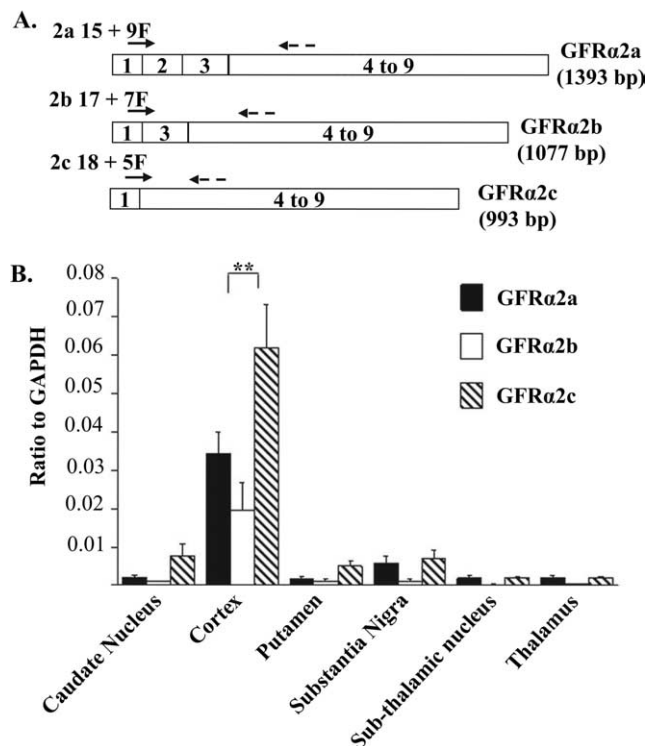 A.
2a 15 + 9F
1 2 3 4 to 9
GFRα2a
(1393 bp)
2b 17 + 7F
1 3 4 to 9
GFRα2b
(1077 bp)
2c 18 + 5F
1 4 to 9
GFRα2c
(993 bp)
B.
Ratio to GAPDH
0.08
0.07
0.06
0.05
0.04
0.03
0.02
0.01
**
GFRα2a
GFRα2b
GFRα2c
Caudate Nucleus
Cortex
Putamen
Substantia Nigra
Sub-thalamic nucleus
Thalamus